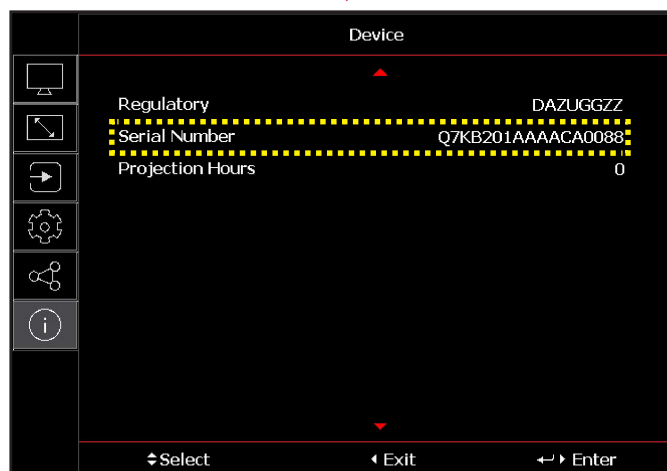 Device
Regulatory DAZUGGZZ
Serial Number Q7KB201AAAACA0088
Projection Hours 0
Select Exit Enter